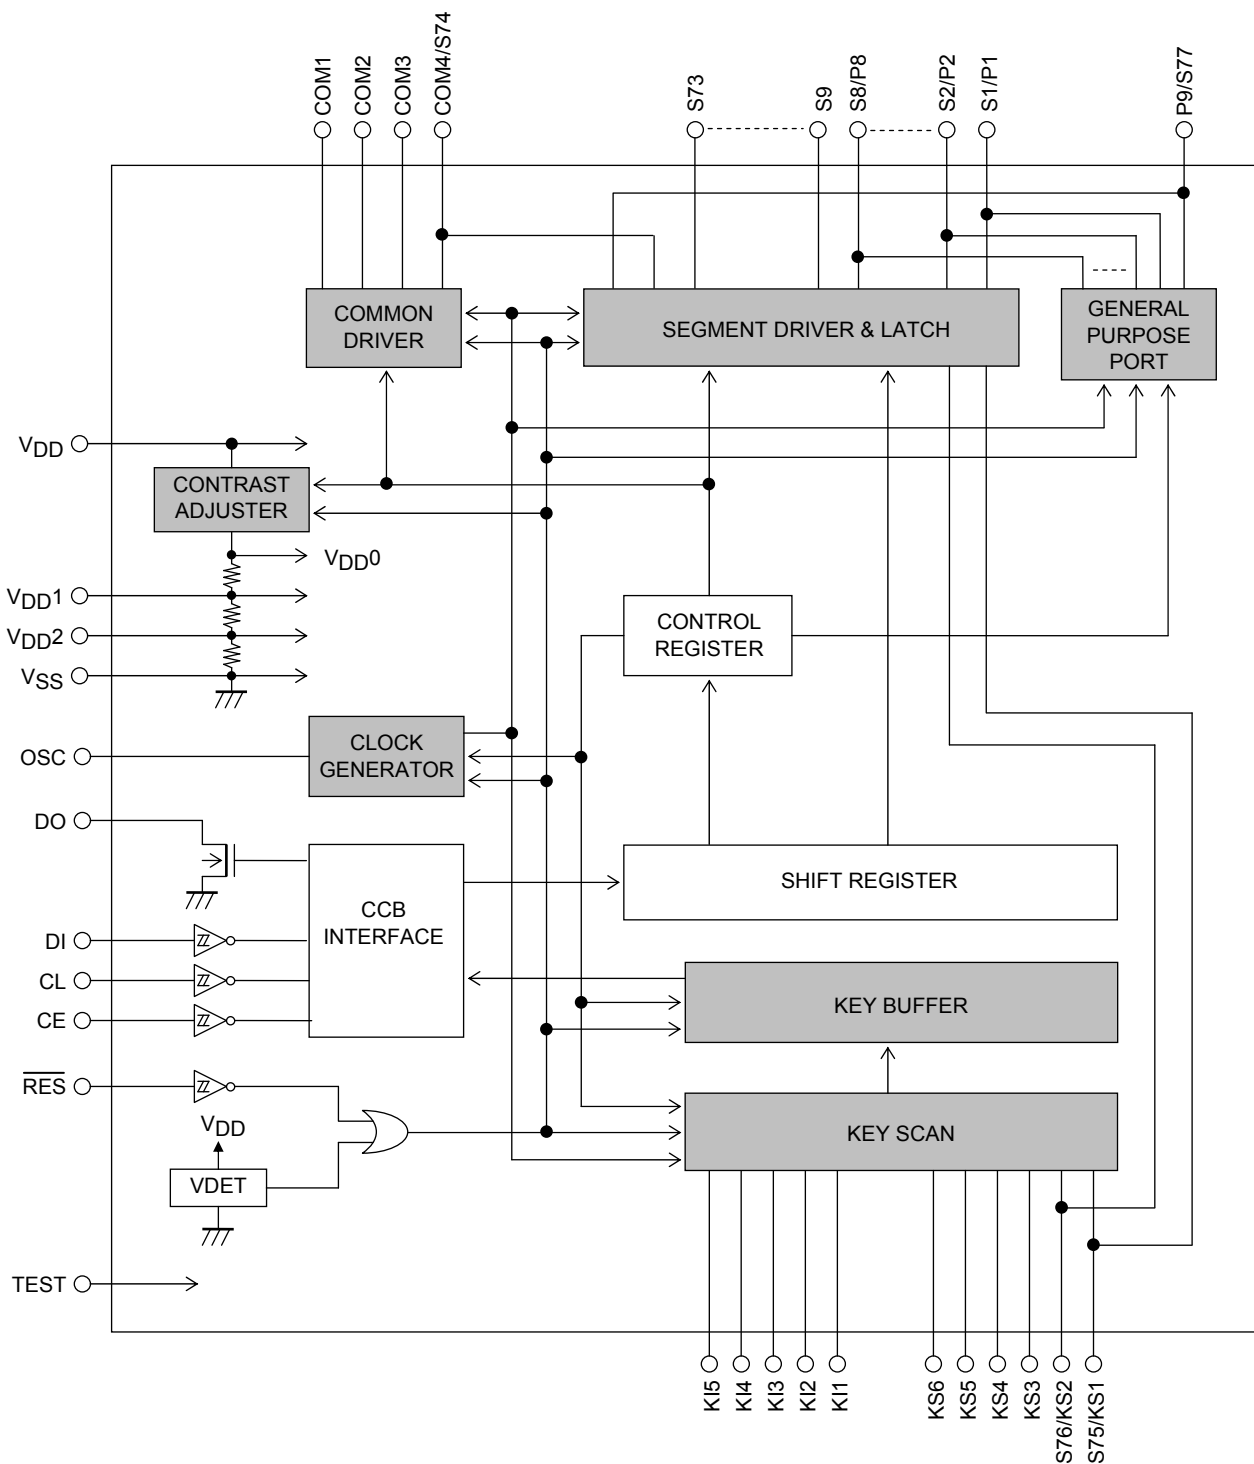 COM1
COM2
COM3
COM4/S74
S73
S9
S8/P8
S2/P2
S1/P1
P9/S77
COMMON
DRIVER
SEGMENT DRIVER & LATCH
GENERAL
PURPOSE
PORT
VDD
CONTRAST
ADJUSTER
VDD0
VDD1
VDD2
VSS
CONTROL
REGISTER
OSC
CLOCK
GENERATOR
DO
CCB
INTERFACE
SHIFT REGISTER
DI
CL
CE
KEY BUFFER
RES
VDD
VDET
KEY SCAN
TEST
KI5
KI4
KI3
KI2
KI1
KS6
KS5
KS4
KS3
S76/KS2
S75/KS1